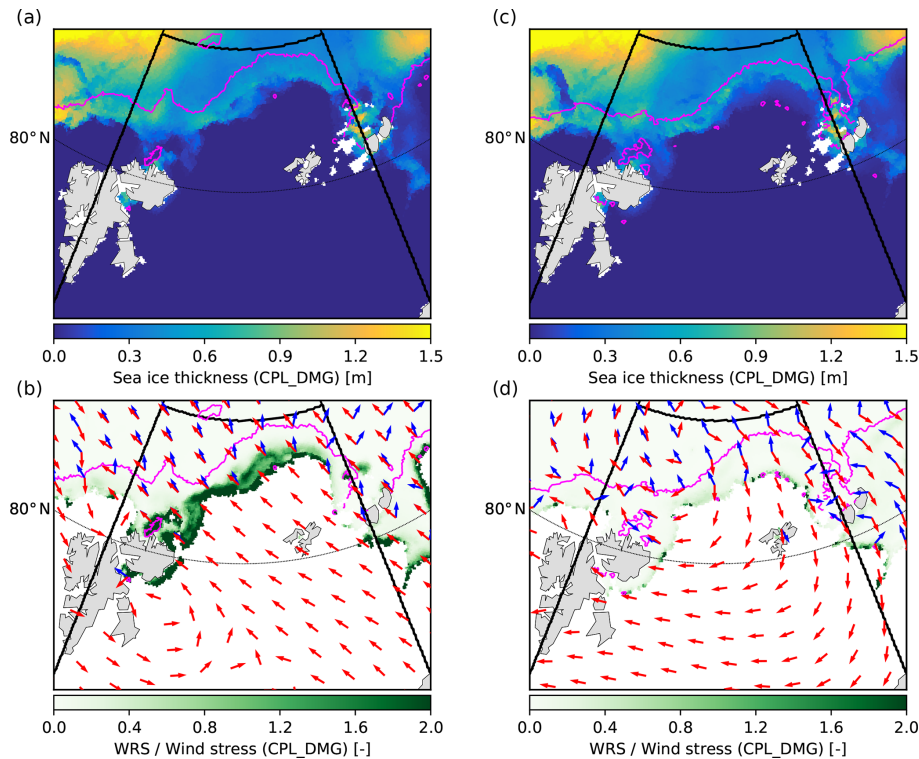 (a)
(c)
80°N
80°N
0.0 0.3 0.6 0.9 1.2 1.5
0.0 0.3 0.6 0.9 1.2 1.5
Sea ice thickness (CPL_DMG) [m]
Sea ice thickness (CPL_DMG) [m]
(b)
(d)
80°N
80°N
0.0 0.4 0.8 1.2 1.6 2.0
0.0 0.4 0.8 1.2 1.6 2.0
WRS / Wind stress (CPL_DMG) [-]
WRS / Wind stress (CPL_DMG) [-]